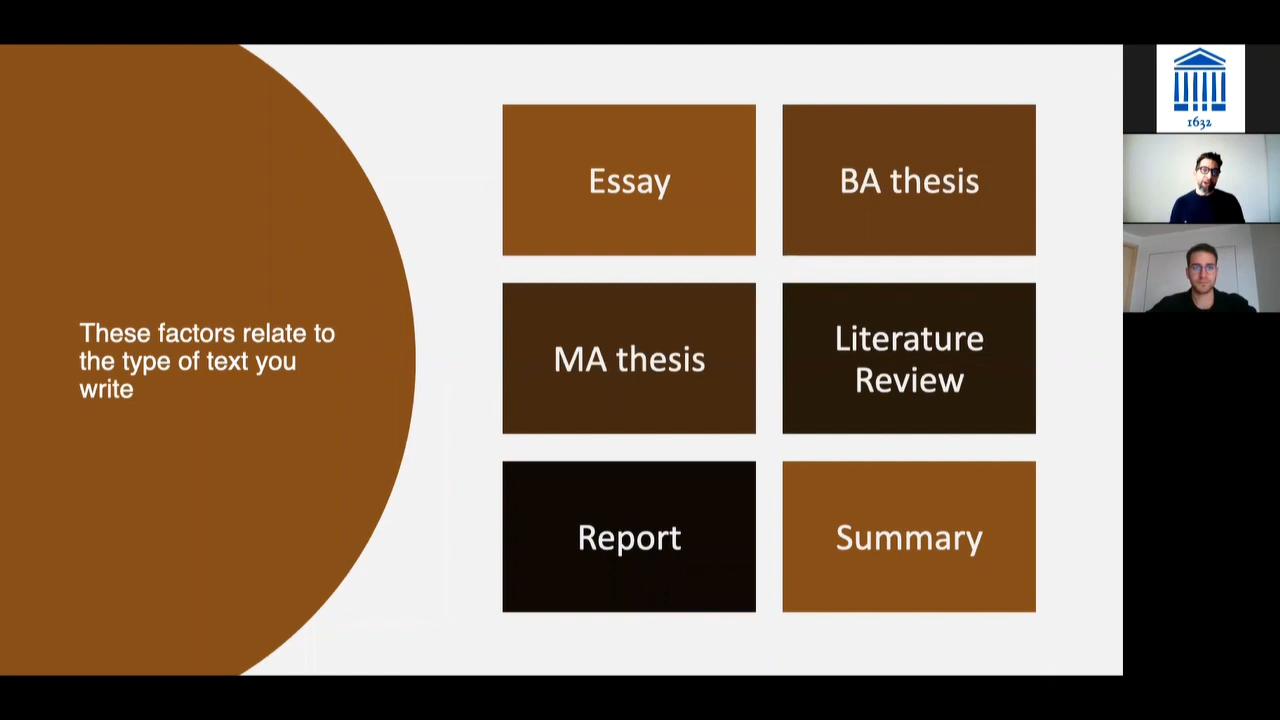 These factors relate to
the type of text you
write
Essay
BA thesis
MA thesis
Literature
Review
Report
Summary
1632